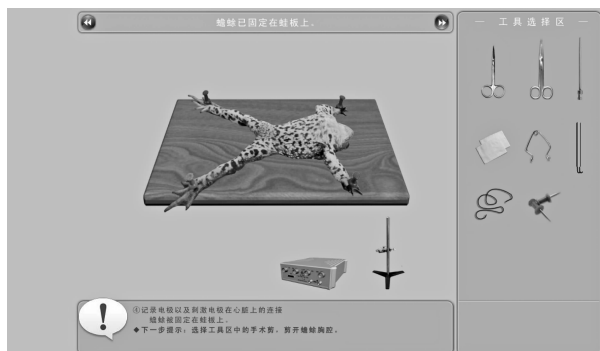 蟾蜍已固定在蛙板上。
工具选择区
④记录电极以及刺激电极在心脏上的连接
蟾蜍被固定在蛙板上。
◆下一步提示：选择工具区中的手术剪，剪开蟾蜍胸腔。